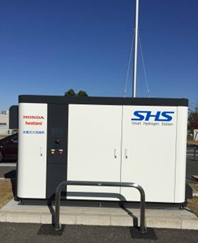 HONDA
Iwatani
SHS
Smart Hydrogen Station